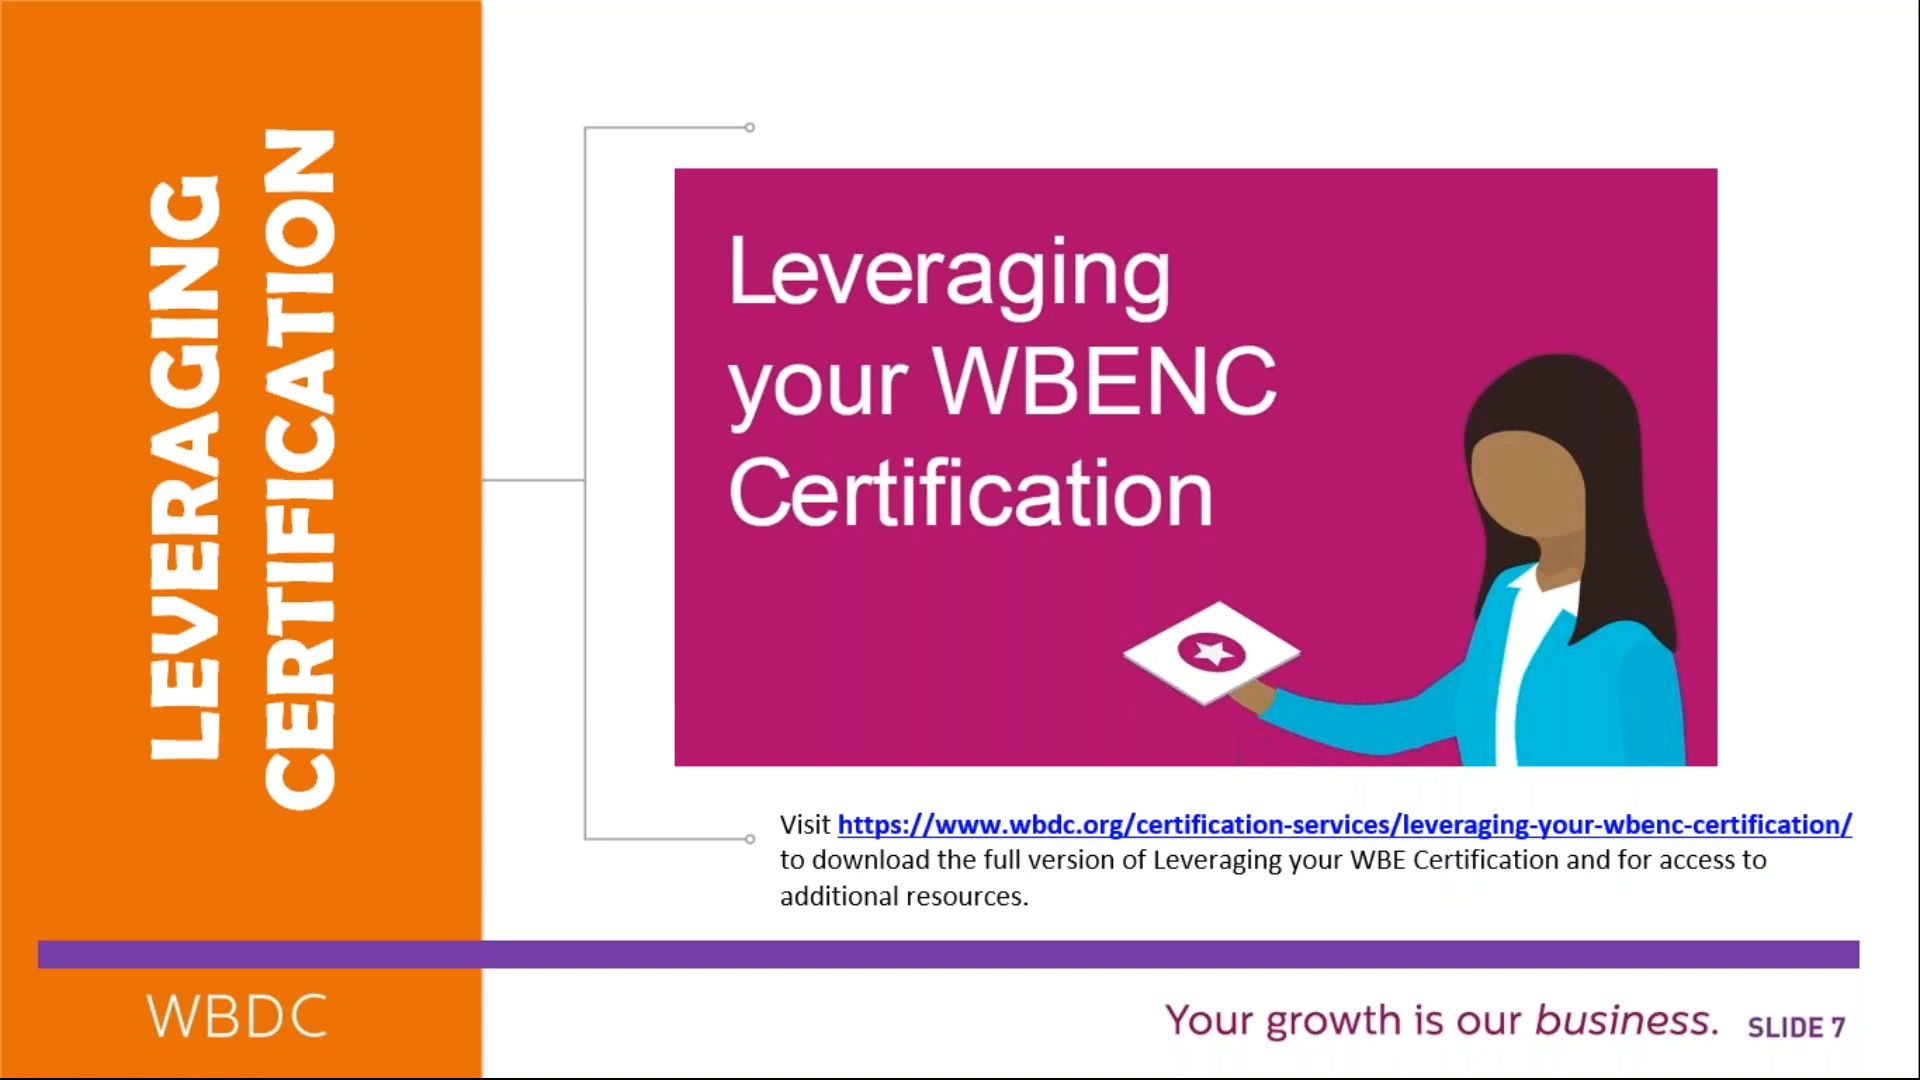 LEVERAGING
CERTIFICATION
Leveraging
your WBENC
Certification
Visit https://www.wbdc.org/certification-services/leveraging-your-wbenc-certification/
to download the full version of Leveraging your WBE Certification and for access to
additional resources.
WBDC
Your growth is our business.
SLIDE 7